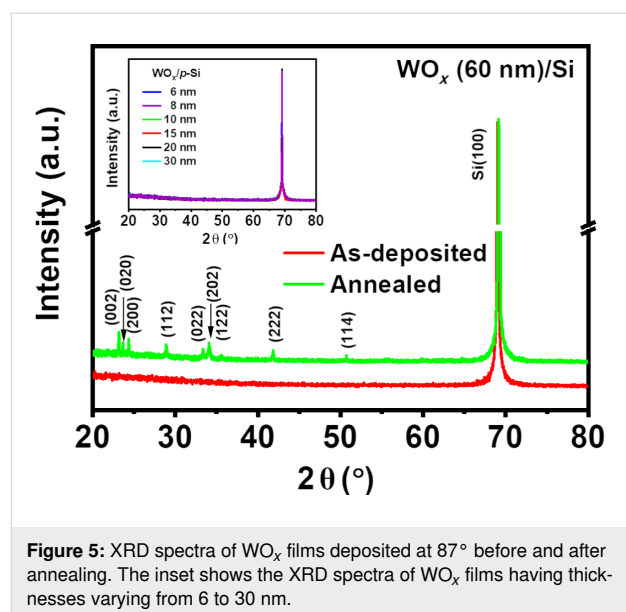 WOx (60 nm)/Si
WOx/p-Si
6 nm
8 nm
10 nm
15 nm
20 nm
30 nm
Intensity (a.u.)
20 30 40 50 60 70 80
2 θ (°)
Si(100)
As-deposited
Annealed
(002)
(020)
(200)
(112)
(022)
(202)
(1̄22)
(222)
(114)
Intensity (a.u.)
20 30 40 50 60 70 80
2 θ (°)
Figure 5: XRD spectra of WOx films deposited at 87° before and after
annealing. The inset shows the XRD spectra of WOx films having thick-
nesses varying from 6 to 30 nm.